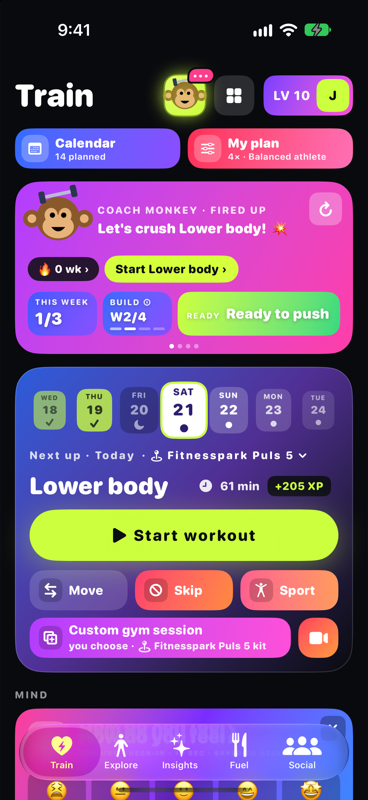 9:41
Train
LV 10 J
Calendar
14 planned
My plan
4× · Balanced athlete
COACH MONKEY · FIRED UP
Let's crush Lower body! 💥
🔥 0 wk ›
Start Lower body ›
THIS WEEK
1/3
BUILD
W2/4
READY Ready to push
WED
18
THU
19
FRI
20
SAT
21
SUN
22
MON
23
TUE
24
Next up · Today · Fitnesspark Puls 5
Lower body
61 min
+205 XP
Start workout
Move
Skip
Sport
Custom gym session
you choose · Fitnesspark Puls 5 kit
MIND
Train
Explore
Insights
Fuel
Social